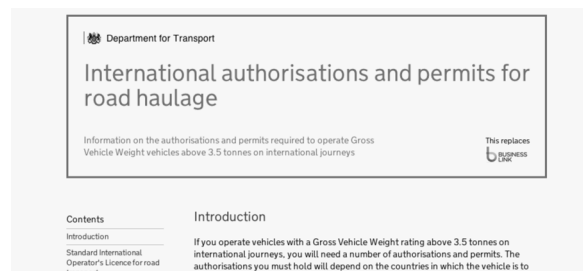 Department for Transport
International authorisations and permits for
road haulage
Information on the authorisations and permits required to operate Gross
Vehicle Weight vehicles above 3.5 tonnes on international journeys
This replaces
BUSINESS
LINK
Contents
Introduction
Standard International
Operator's Licence for road
Introduction
If you operate vehicles with a Gross Vehicle Weight rating above 3.5 tonnes on
international journeys, you will need a number of authorisations and permits. The
authorisations you must hold will depend on the countries in which the vehicle is to